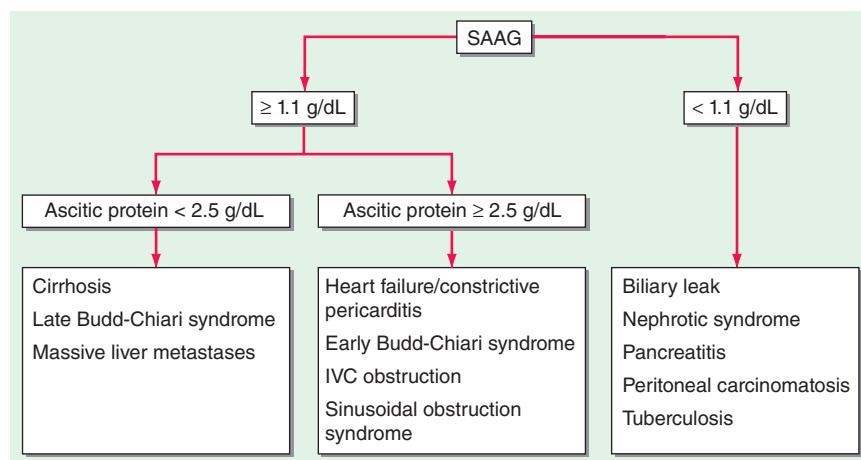 SAAG
≥ 1.1 g/dL
< 1.1 g/dL
Ascitic protein < 2.5 g/dL
Ascitic protein ≥ 2.5 g/dL
Cirrhosis
Late Budd-Chiari syndrome
Massive liver metastases
Heart failure/constrictive
pericarditis
Early Budd-Chiari syndrome
IVC obstruction
Sinusoidal obstruction
syndrome
Biliary leak
Nephrotic syndrome
Pancreatitis
Peritoneal carcinomatosis
Tuberculosis